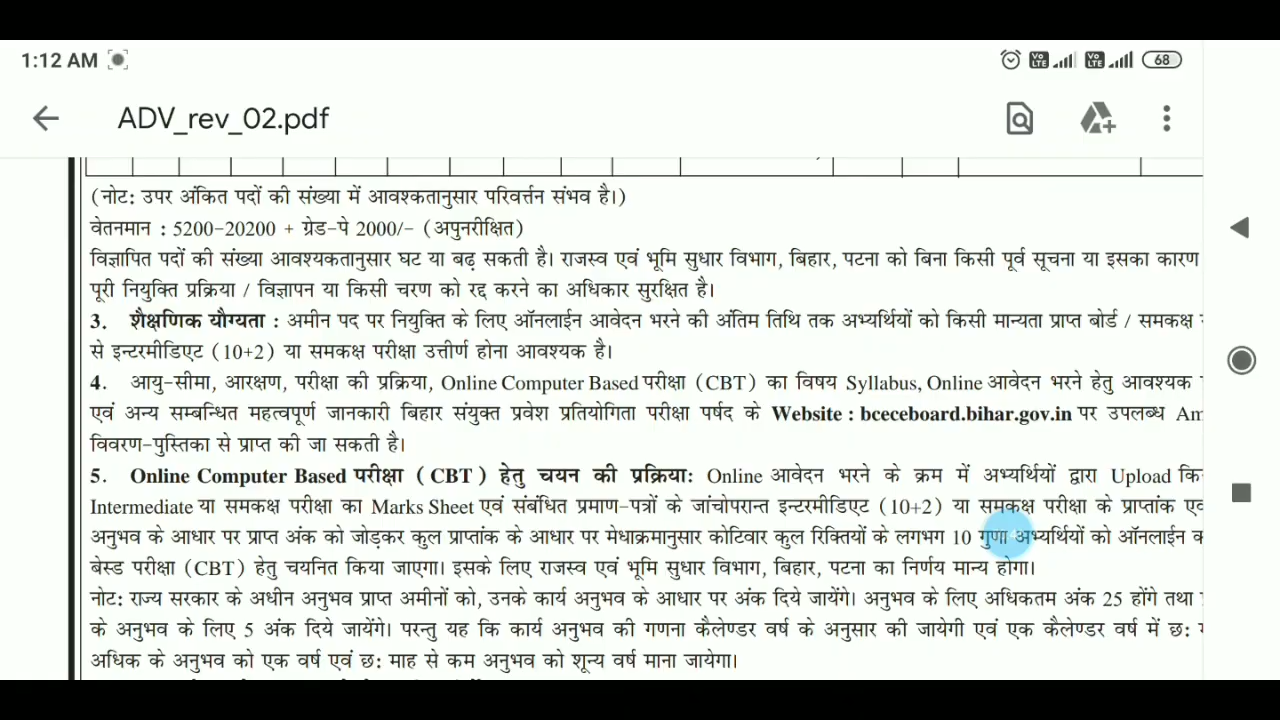 1:12 AM
Vo LTE Vo LTE 68
ADV_rev_02.pdf
(नोट: उपर अंकित पदों की संख्या में आवश्कतानुसार परिवर्त्तन संभव है।)
वेतनमान : 5200-20200 + ग्रेड-पे 2000/- (अपुनरीक्षित)
विज्ञापित पदों की संख्या आवश्यकतानुसार घट या बढ़ सकती है। राजस्व एवं भूमि सुधार विभाग, बिहार, पटना को बिना किसी पूर्व सूचना या इसका कारण
पूरी नियुक्ति प्रक्रिया / विज्ञापन या किसी चरण को रद्द करने का अधिकार सुरक्षित है।
3. शैक्षणिक यौग्यता : अमीन पद पर नियुक्ति के लिए ऑनलाईन आवेदन भरने की अंतिम तिथि तक अभ्यर्थियों को किसी मान्यता प्राप्त बोर्ड / समकक्ष
से इन्टरमीडिएट (10+2) या समकक्ष परीक्षा उत्तीर्ण होना आवश्यक है।
4. आयु-सीमा, आरक्षण, परीक्षा की प्रक्रिया, Online Computer Based परीक्षा (CBT) का विषय Syllabus, Online आवेदन भरने हेतु आवश्यक
एवं अन्य सम्बन्धित महत्वपूर्ण जानकारी बिहार संयुक्त प्रवेश प्रतियोगिता परीक्षा पर्षद के Website : bceceboard.bihar.gov.in पर उपलब्ध Am
विवरण-पुस्तिका से प्राप्त की जा सकती है।
5. Online Computer Based परीक्षा (CBT) हेतु चयन की प्रक्रिया: Online आवेदन भरने के क्रम में अभ्यर्थियों द्वारा Upload कि
Intermediate या समकक्ष परीक्षा का Marks Sheet एवं संबंधित प्रमाण-पत्रों के जांचोपरान्त इन्टरमीडिएट (10+2) या समकक्ष परीक्षा के प्राप्तांक एव
अनुभव के आधार पर प्राप्त अंक को जोड़कर कुल प्राप्तांक के आधार पर मेधाक्रमानुसार कोटिवार कुल रिक्तियों के लगभग 10 गुणा अभ्यर्थियों को ऑनलाईन क
बेस्ड परीक्षा (CBT) हेतु चयनित किया जाएगा। इसके लिए राजस्व एवं भूमि सुधार विभाग, बिहार, पटना का निर्णय मान्य होगा।
नोट: राज्य सरकार के अधीन अनुभव प्राप्त अमीनों को, उनके कार्य अनुभव के आधार पर अंक दिये जायेंगे। अनुभव के लिए अधिकतम अंक 25 होंगे तथा
के अनुभव के लिए 5 अंक दिये जायेंगे। परन्तु यह कि कार्य अनुभव की गणना कैलेण्डर वर्ष के अनुसार की जायेगी एवं एक कैलेण्डर वर्ष में छ:
अधिक के अनुभव को एक वर्ष एवं छ: माह से कम अनुभव को शून्य वर्ष माना जायेगा।